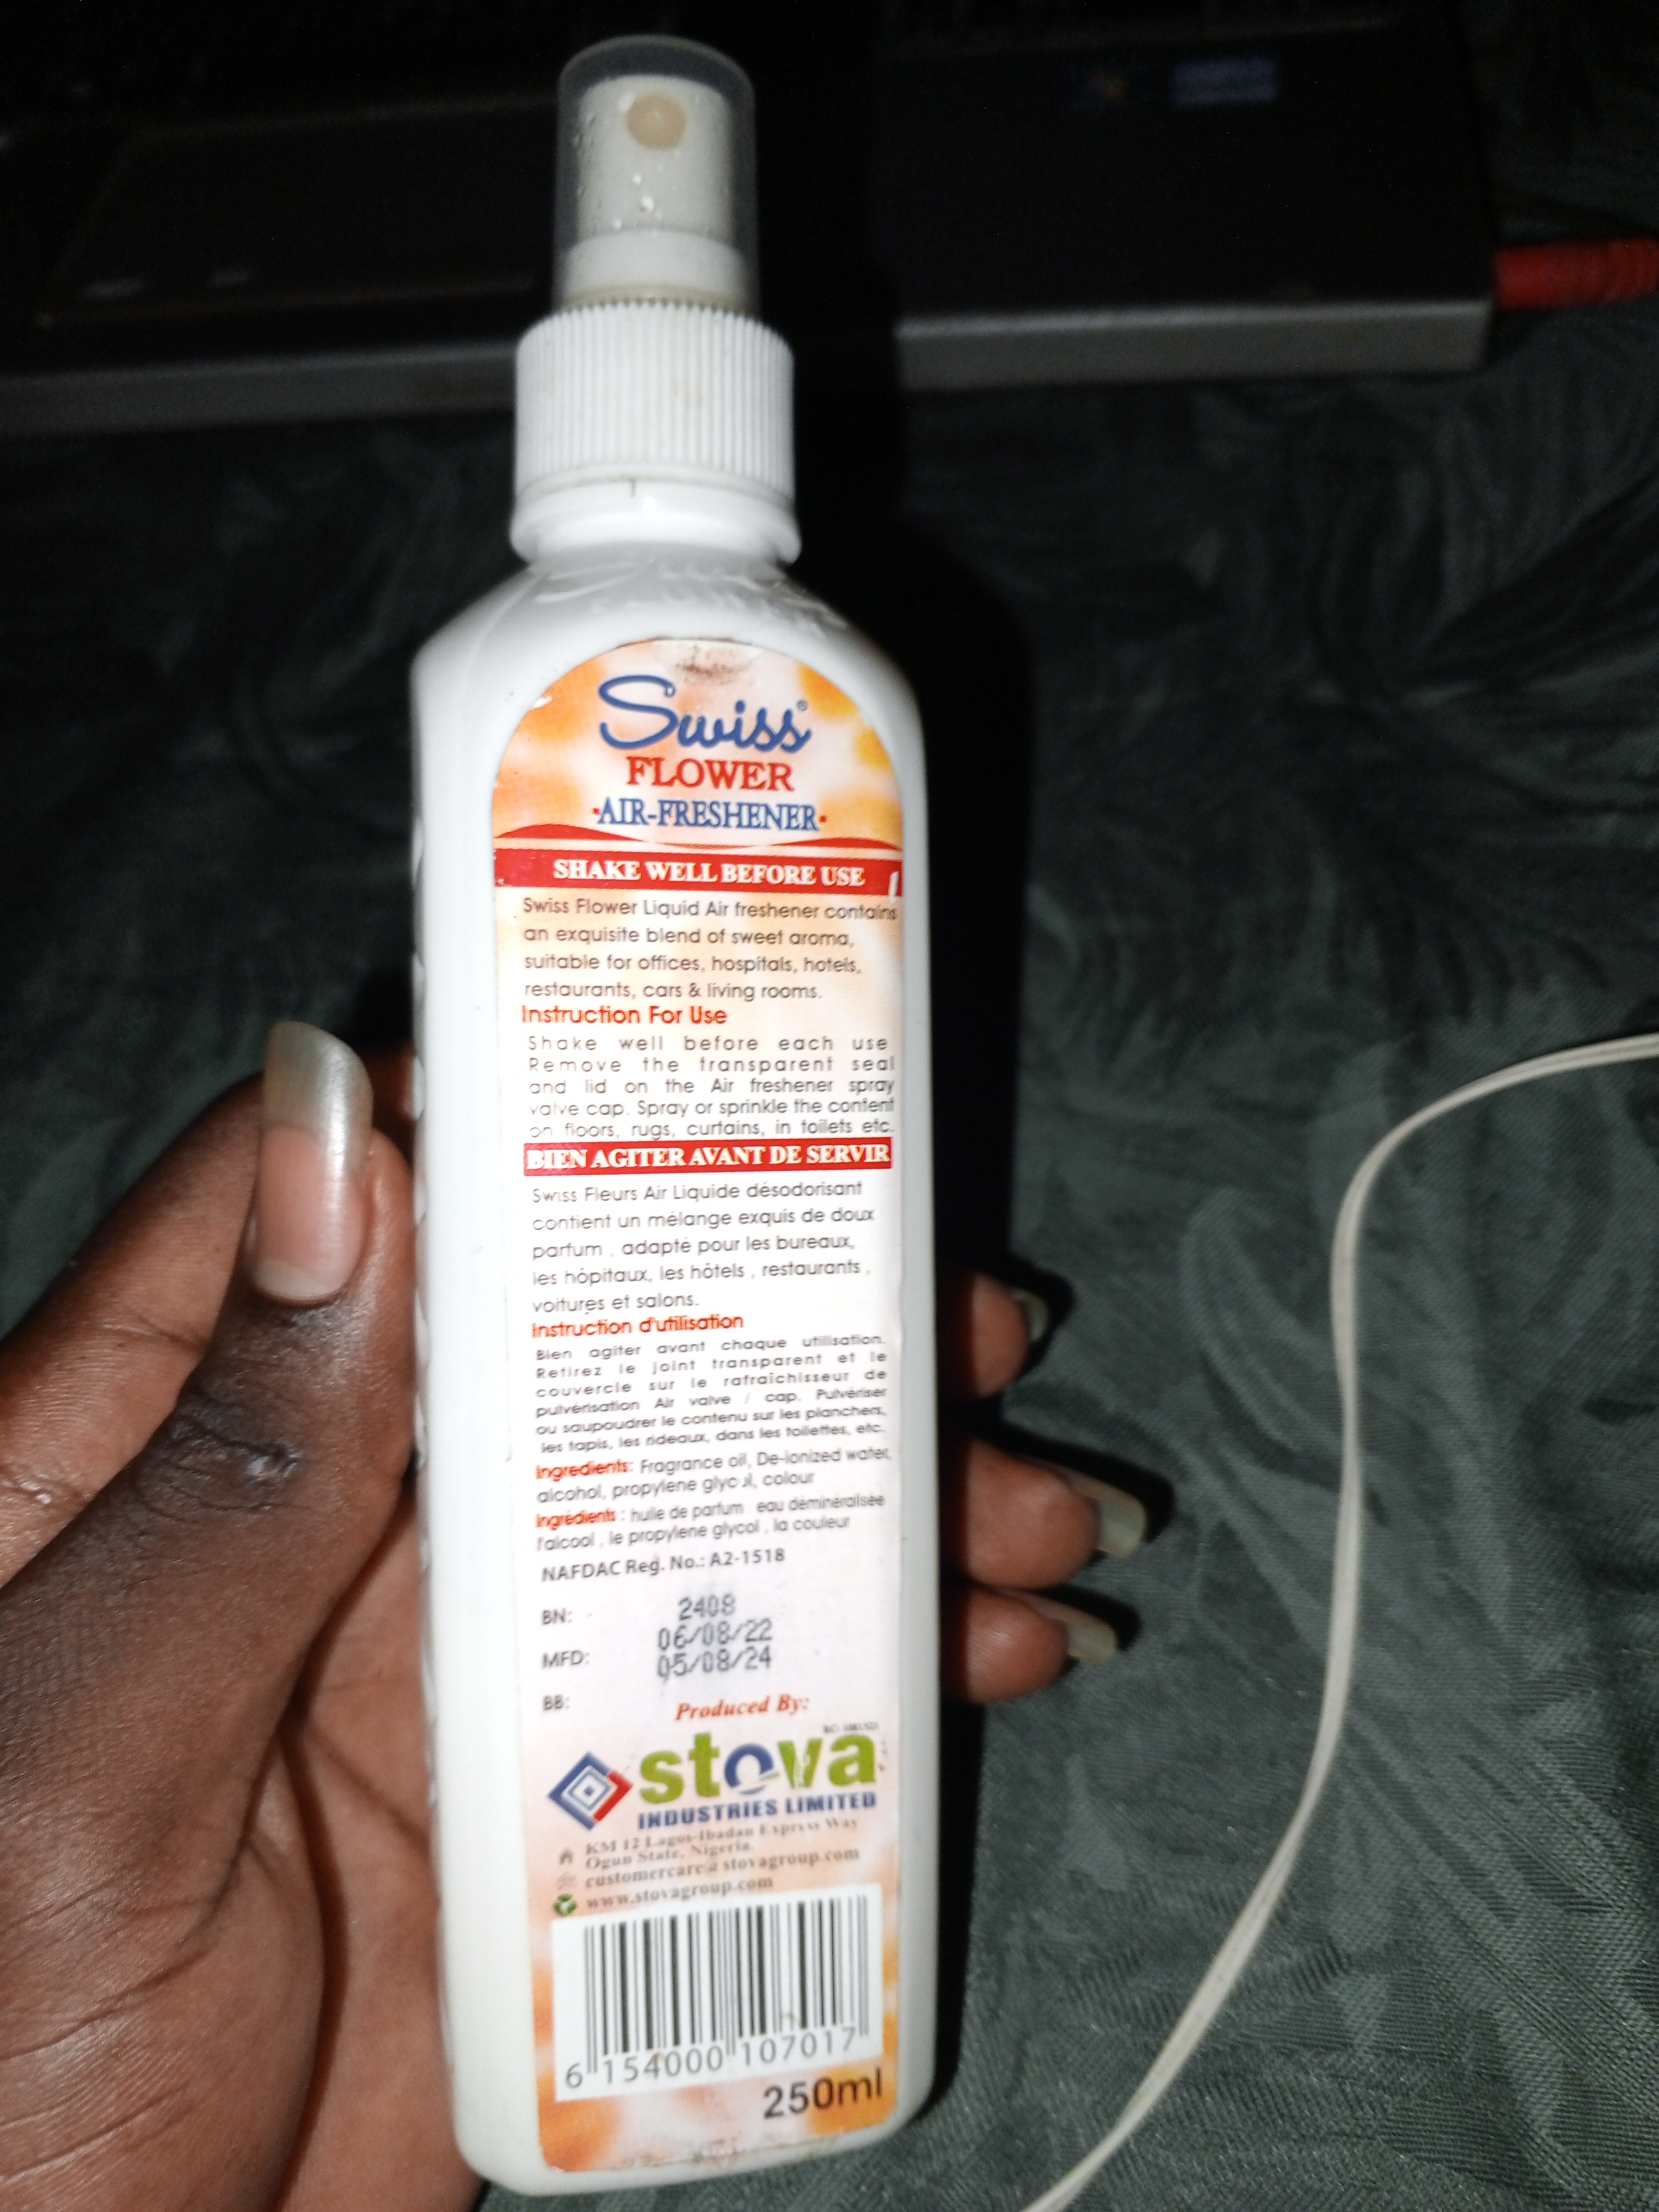 Swiss®
FLOWER
·AIR-FRESHENER·
SHAKE WELL BEFORE USE
Swiss Flower Liquid Air freshener contains
an exquisite blend of sweet aroma,
suitable for offices, hospitals, hotels,
restaurants, cars & living rooms.
Instruction For Use
Shake well before each use
Remove the transparent seal
and lid on the Air freshener spray
valve cap. Spray or sprinkle the content
on floors, rugs, curtains, in toilets etc.
BIEN AGITER AVANT DE SERVIR
Swiss Fleurs Air Liquide désodorisant
contient un mélange exquis de doux
parfum , adapté pour les bureaux,
les hôpitaux, les hôtels , restaurants ,
voitures et salons.
Instruction d'utilisation
Bien agiter avant chaque utilisation.
Retirez le joint transparent et le
couvercle sur le rafraîchisseur de
pulvérisation Air valve / cap. Pulvériser
ou saupoudrer le contenu sur les planchers,
les tapis, les rideaux, dans les toilettes, etc.
Ingredients: Fragrance oil, De-ionized water,
alcohol, propylene glycol, colour
Ingrédients : huile de parfum eau déminéralisée
l'alcool , le propylene glycol , la couleur
NAFDAC Reg. No.: A2-1518
BN: 2408
MFD: 06/08/22
BB: 05/08/24
Produced By:
stova
INDUSTRIES LIMITED
KM 12 Lagos-Ibadan Express Way
Ogun State, Nigeria.
customercare@stovagroup.com
www.stovagroup.com
6 154000 107017
250ml